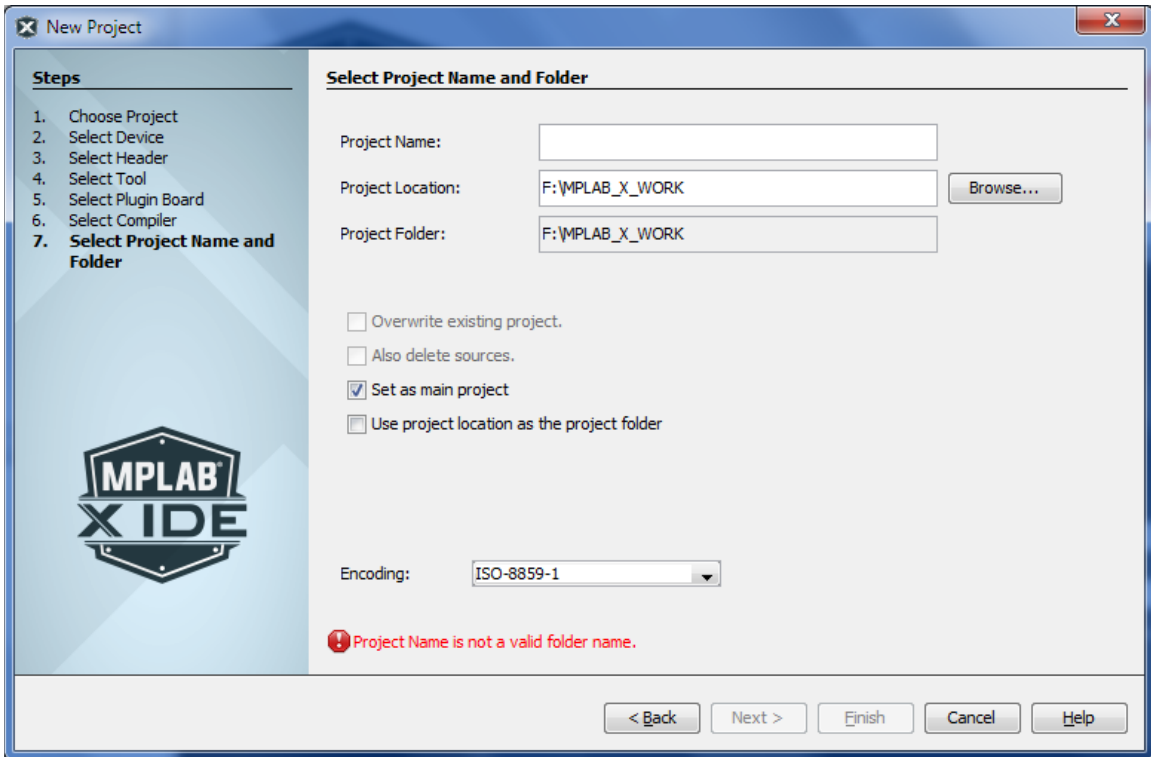 New Project
Steps
1. Choose Project
2. Select Device
3. Select Header
4. Select Tool
5. Select Plugin Board
6. Select Compiler
7. Select Project Name and
Folder
MPLAB®
X IDE
Select Project Name and Folder
Project Name:
Project Location: F:\MPLAB_X_WORK Browse...
Project Folder: F:\MPLAB_X_WORK
Overwrite existing project.
Also delete sources.
Set as main project
Use project location as the project folder
Encoding: ISO-8859-1
Project Name is not a valid folder name.
< Back Next > Finish Cancel Help